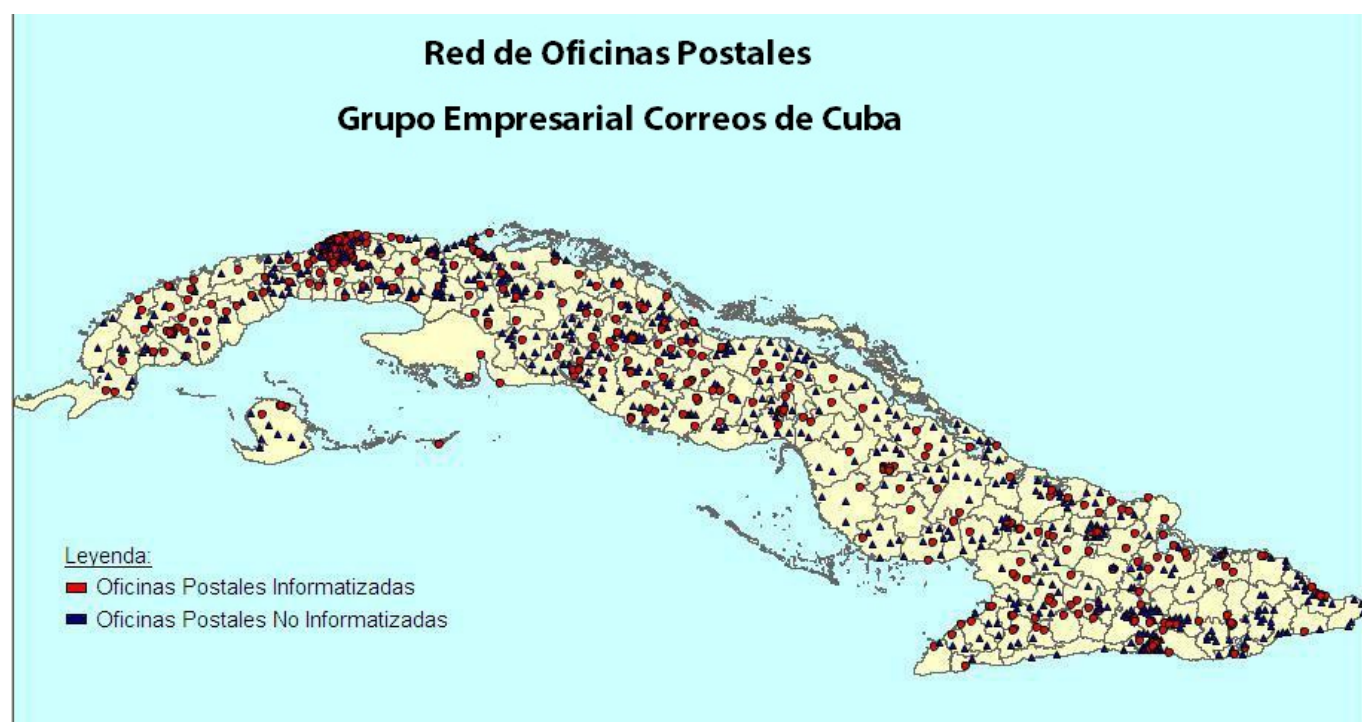 Red de Oficinas Postales
Grupo Empresarial Correos de Cuba
Leyenda:
Oficinas Postales Informatizadas
Oficinas Postales No Informatizadas